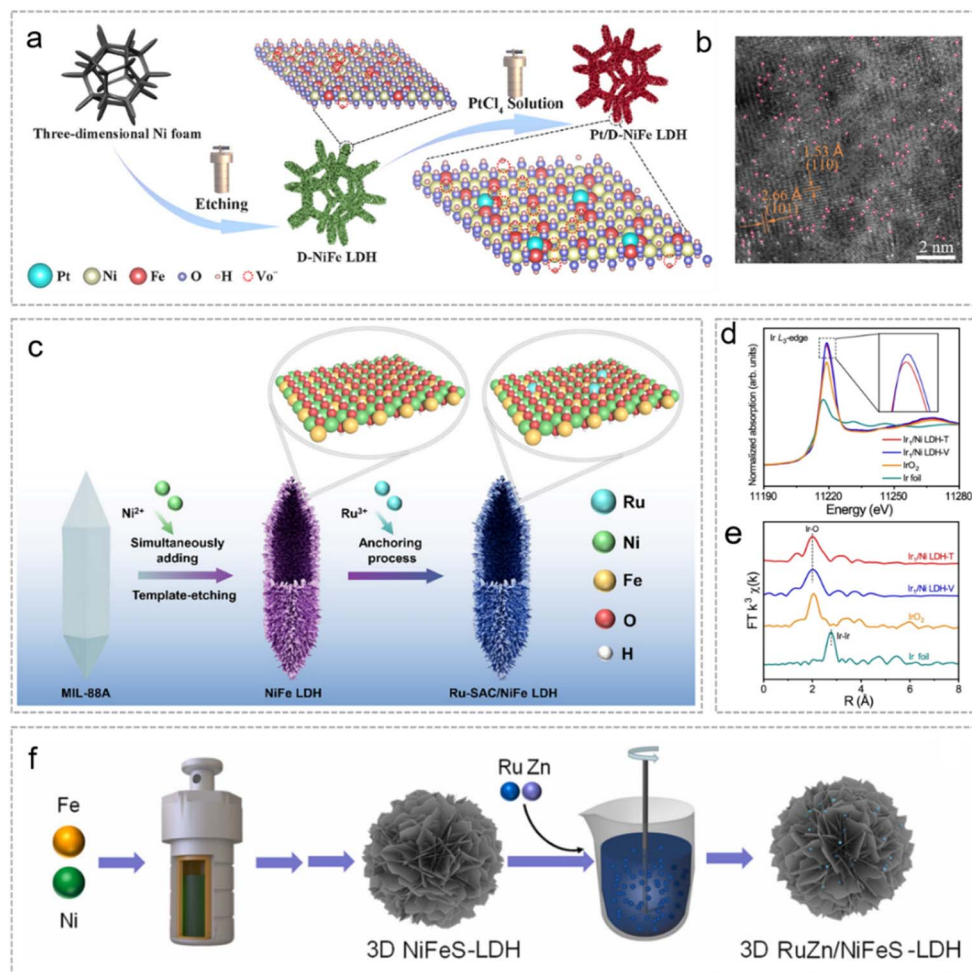 a
Three-dimensional Ni foam
Etching
D-NiFe LDH
PtCl₄ Solution
Pt/D-NiFe LDH
Pt
Ni
Fe
O
H
Vo¨
b
1.53 Å
{110}
2.66 Å
{101}
2 nm
c
MIL-88A
Ni²⁺
Simultaneously
adding
Template-etching
NiFe LDH
Ru³⁺
Anchoring
process
Ru-SAC/NiFe LDH
Ru
Ni
Fe
O
H
d
Ir L₃-edge
Normalized absorption (arb. units)
Ir₁/Ni LDH-T
Ir₁/Ni LDH-V
IrO₂
Ir foil
11190 11220 11250 11280
Energy (eV)
e
Ir-O
Ir₁/Ni LDH-T
Ir₁/Ni LDH-V
IrO₂
Ir-Ir
Ir foil
FT k³ χ(k)
0 2 4 6 8
R (Å)
f
Fe
Ni
3D NiFeS-LDH
Ru Zn
3D RuZn/NiFeS-LDH